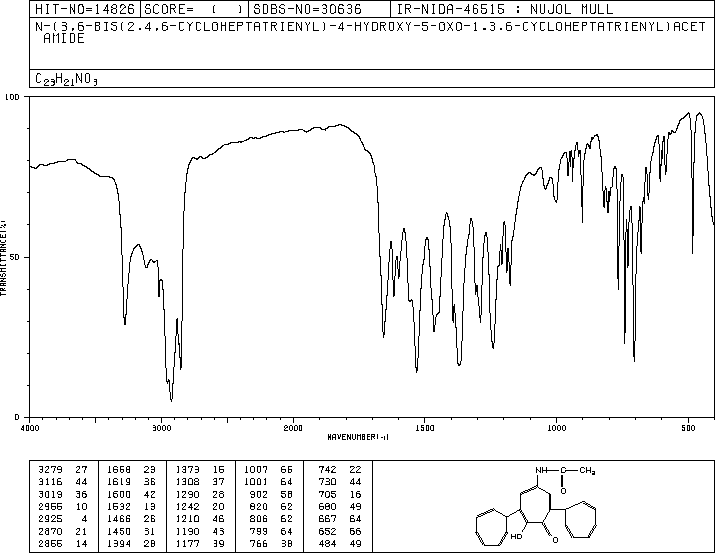 HIT-NO=14826 SCORE= ( ) SDBS-NO=30636 IR-NIDA-46515 : NUJOL MULL
N-(3,6-BIS(2,4,6-CYCLOHEPTATRIENYL)-4-HYDROXY-5-OXO-1,3,6-CYCLOHEPTATRIENYL)ACET
AMIDE
C23H21NO3
100
TRANSMITTANCE(%)
50
0
4000 3000 2000 1500 1000 500
WAVENUMBER(-1)
3279 27 1658 23 1373 15 1007 66 742 22
3116 44 1619 36 1308 37 1001 64 730 44
3019 36 1600 42 1290 28 902 58 705 16
2955 10 1532 13 1242 20 820 62 680 49
2925 4 1466 26 1210 46 806 62 667 64
2870 21 1450 31 1190 43 799 64 652 66
2855 14 1394 28 1177 39 766 38 484 49
NH C CH3
O
HO O